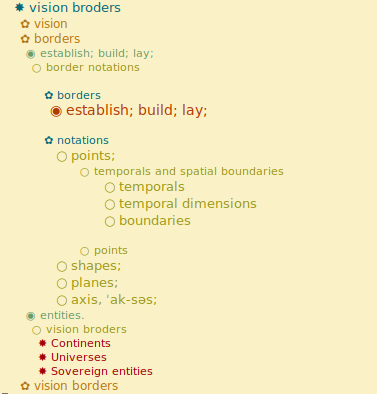 ✸ vision broders
✿ vision
✿ borders
◉ establish; build; lay;
○ border notations
✿ borders
◉ establish; build; lay;
✿ notations
○ points;
○ temporals and spatial boundaries
○ temporals
○ temporal dimensions
○ boundaries
○ points
○ shapes;
○ planes;
○ axis, ˈak-səs;
◉ entities.
○ vision broders
✸ Continents
✸ Universes
✸ Sovereign entities
✿ vision borders